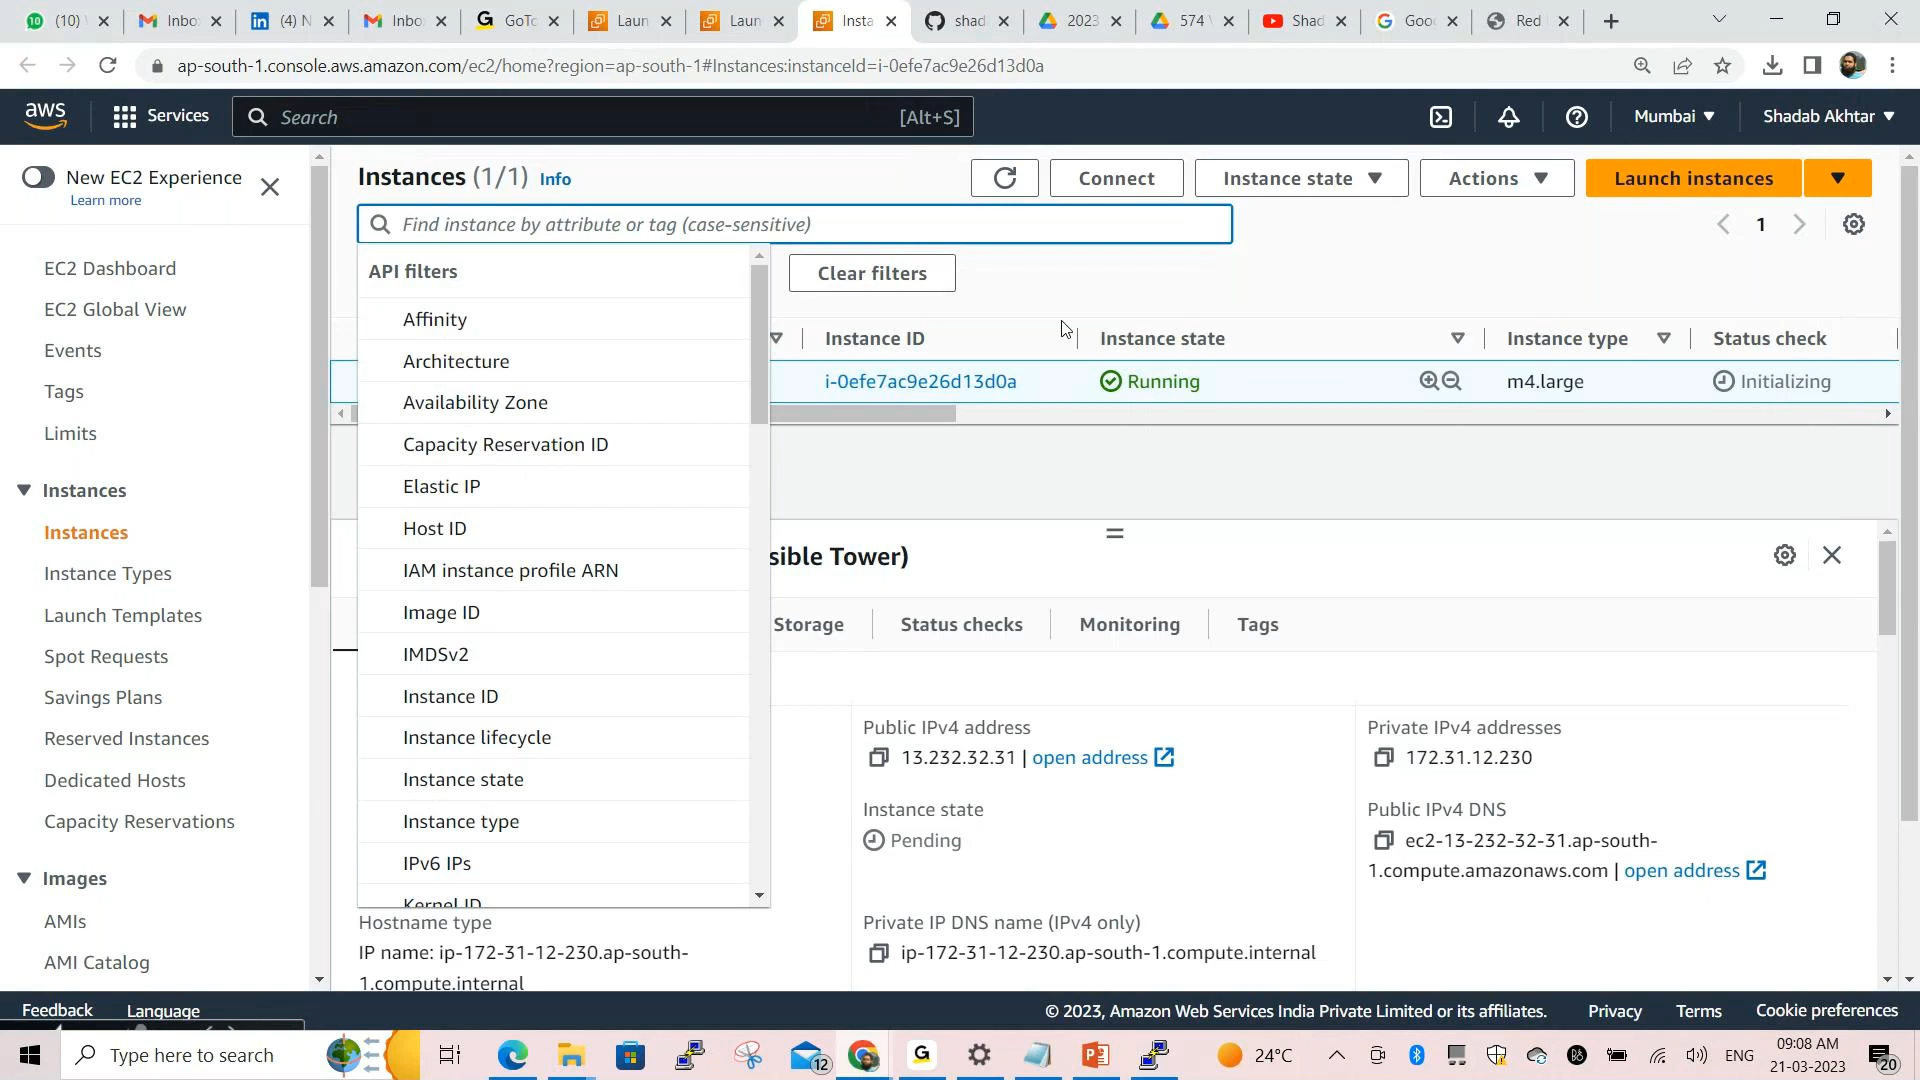 (10) \
Inbo
(4) N
Inbo
GoTo
Laun
Laun
Insta
shad
2023
574 \
Shad
Goo
Red
ap-south-1.console.aws.amazon.com/ec2/home?region=ap-south-1#Instances:instanceId=i-0efe7ac9e26d13d0a
aws
Services
Search
[Alt+S]
Mumbai
Shadab Akhtar
New EC2 Experience
Learn more
EC2 Dashboard
EC2 Global View
Events
Tags
Limits
Instances
Instances
Instance Types
Launch Templates
Spot Requests
Savings Plans
Reserved Instances
Dedicated Hosts
Capacity Reservations
Images
AMIs
AMI Catalog
Instances (1/1) Info
Connect
Instance state
Actions
Launch instances
Find instance by attribute or tag (case-sensitive)
1
Clear filters
API filters
Affinity
Architecture
Availability Zone
Capacity Reservation ID
Elastic IP
Host ID
IAM instance profile ARN
Image ID
IMDSv2
Instance ID
Instance lifecycle
Instance state
Instance type
IPv6 IPs
Kernel ID
Instance ID
Instance state
Instance type
Status check
i-0efe7ac9e26d13d0a
Running
m4.large
Initializing
sible Tower)
Storage
Status checks
Monitoring
Tags
Public IPv4 address
13.232.32.31 | open address
Private IPv4 addresses
172.31.12.230
Instance state
Pending
Public IPv4 DNS
ec2-13-232-32-31.ap-south-
1.compute.amazonaws.com | open address
Hostname type
IP name: ip-172-31-12-230.ap-south-
1.compute.internal
Private IP DNS name (IPv4 only)
ip-172-31-12-230.ap-south-1.compute.internal
Feedback
Language
© 2023, Amazon Web Services India Private Limited or its affiliates.
Privacy
Terms
Cookie preferences
Type here to search
12
24°C
ENG
09:08 AM
21-03-2023
20